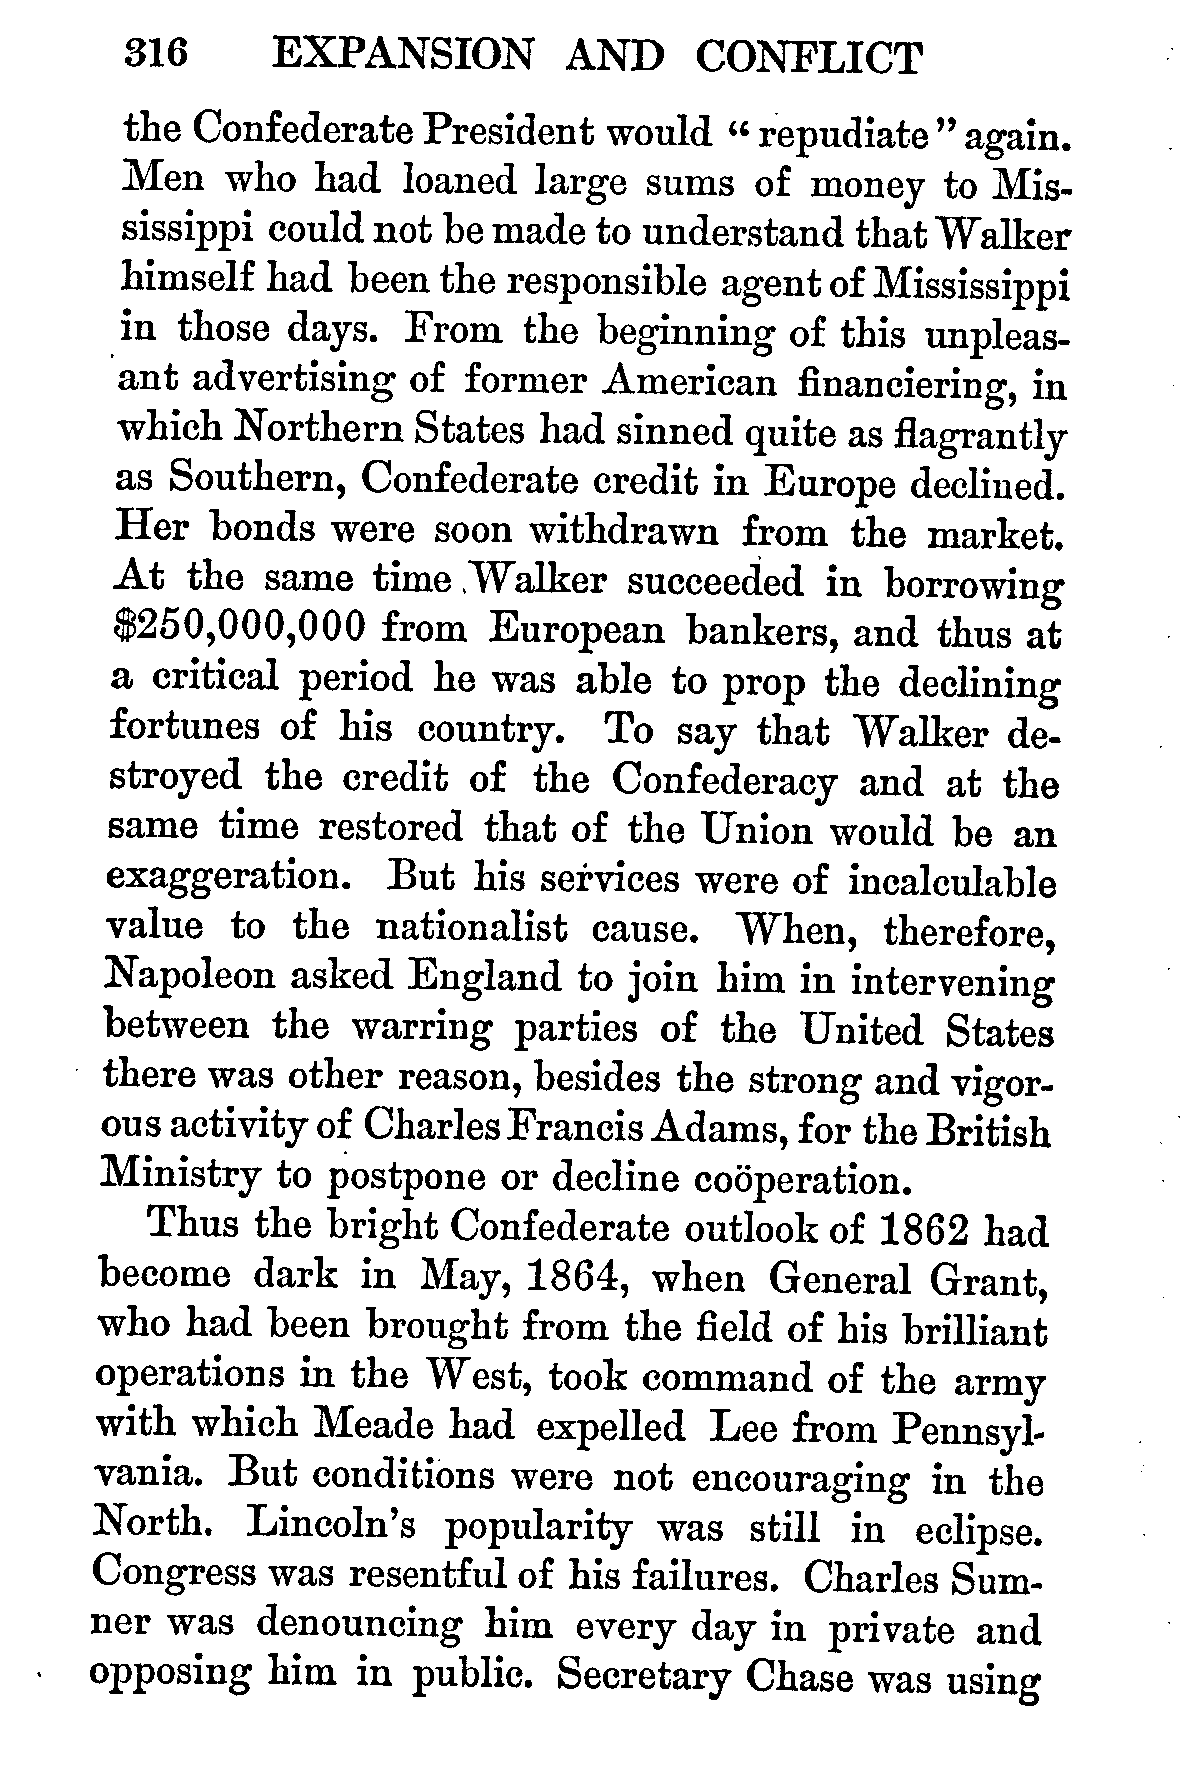 316 EXPANSION AND CONFLICT
the Confederate President would “ repudiate ” again.
Men who had loaned large sums of money to Mis-
sissippi could not be made to understand that Walker
himself had been the responsible agent of Mississippi
in those days. From the beginning of this unpleas-
ant advertising of former American financiering, in
which Northern States had sinned quite as flagrantly
as Southern, Confederate credit in Europe declined.
Her bonds were soon withdrawn from the market.
At the same time Walker succeeded in borrowing
$250,000,000 from European bankers, and thus at
a critical period he was able to prop the declining
fortunes of his country. To say that Walker de-
stroyed the credit of the Confederacy and at the
same time restored that of the Union would be an
exaggeration. But his services were of incalculable
value to the nationalist cause. When, therefore,
Napoleon asked England to join him in intervening
between the warring parties of the United States
there was other reason, besides the strong and vigor-
ous activity of Charles Francis Adams, for the British
Ministry to postpone or decline coöperation.
Thus the bright Confederate outlook of 1862 had
become dark in May, 1864, when General Grant,
who had been brought from the field of his brilliant
operations in the West, took command of the army
with which Meade had expelled Lee from Pennsyl-
vania. But conditions were not encouraging in the
North. Lincoln’s popularity was still in eclipse.
Congress was resentful of his failures. Charles Sum-
ner was denouncing him every day in private and
opposing him in public. Secretary Chase was using